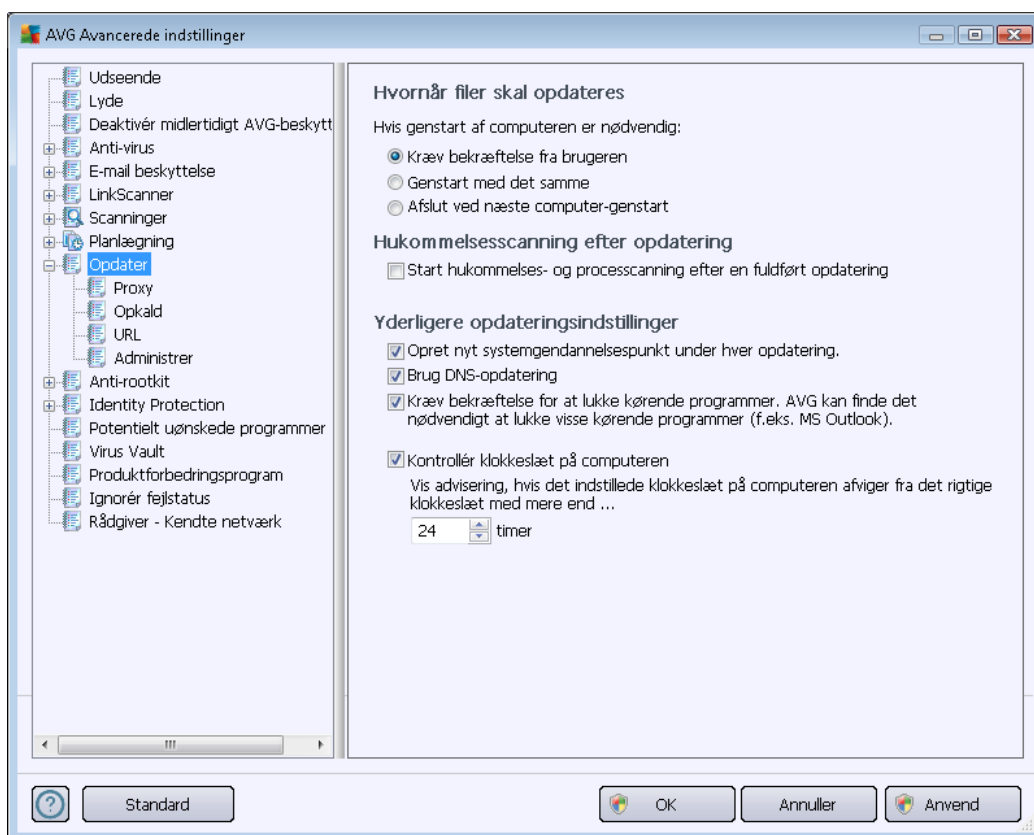 AVG Avancerede indstillinger
Udseende
Lyde
Deaktivér midlertidigt AVG-beskytt
Anti-virus
E-mail beskyttelse
LinkScanner
Scanninger
Planlægning
Opdater
Proxy
Opkald
URL
Administrer
Anti-rootkit
Identity Protection
Potentielt uønskede programmer
Virus Vault
Produktforbedringsprogram
Ignorér fejlstatus
Rådgiver - Kendte netværk
Hvornår filer skal opdateres
Hvis genstart af computeren er nødvendig:
Kræv bekræftelse fra brugeren
Genstart med det samme
Afslut ved næste computer-genstart
Hukommelsesscanning efter opdatering
Start hukommelses- og processcanning efter en fuldført opdatering
Yderligere opdateringsindstillinger
Opret nyt systemgendannelsespunkt under hver opdatering.
Brug DNS-opdatering
Kræv bekræftelse for at lukke kørende programmer. AVG kan finde det
nødvendigt at lukke visse kørende programmer (f.eks. MS Outlook).
Kontrollér klokkeslæt på computeren
Vis advisering, hvis det indstillede klokkeslæt på computeren afviger fra det rigtige
klokkeslæt med mere end ...
24 timer
Standard
OK
Annuller
Anvend